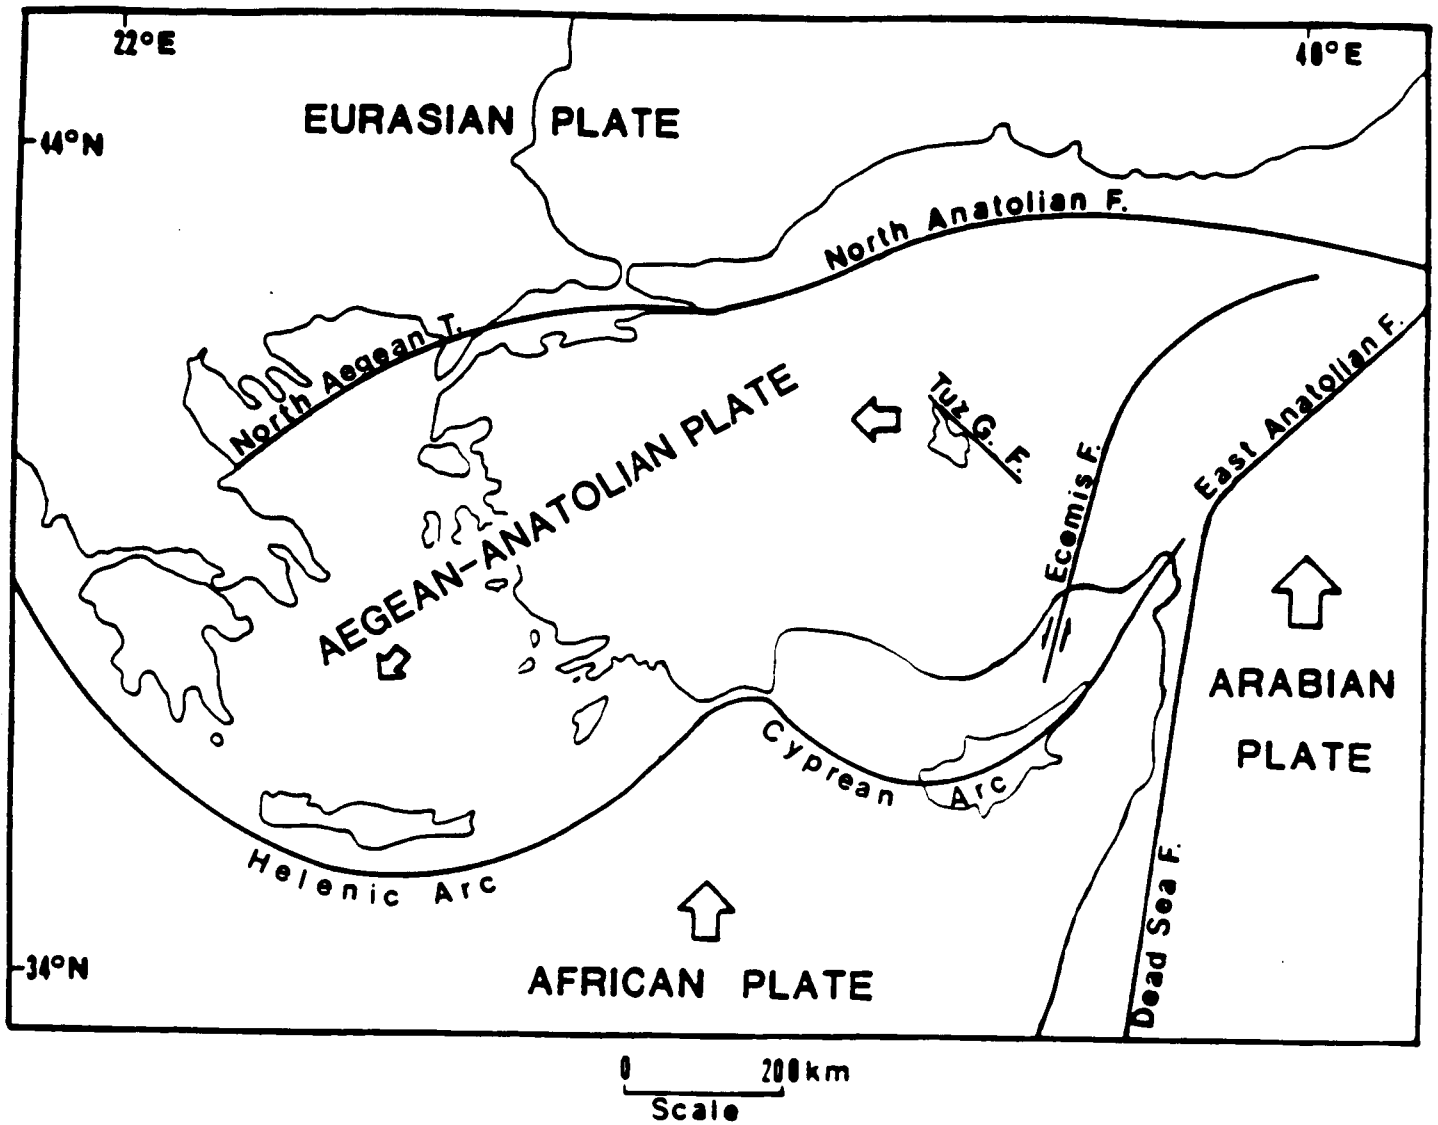 22°E
40°E
EURASIAN PLATE
44°N
North Anatolian F.
North Aegean T.
AEGEAN-ANATOLIAN PLATE
Tuz G. F.
Ecemis F.
East Anatolian F.
ARABIAN
PLATE
Cyprean Arc
Helenic Arc
Dead Sea F.
34°N
AFRICAN PLATE
0 200km
Scale